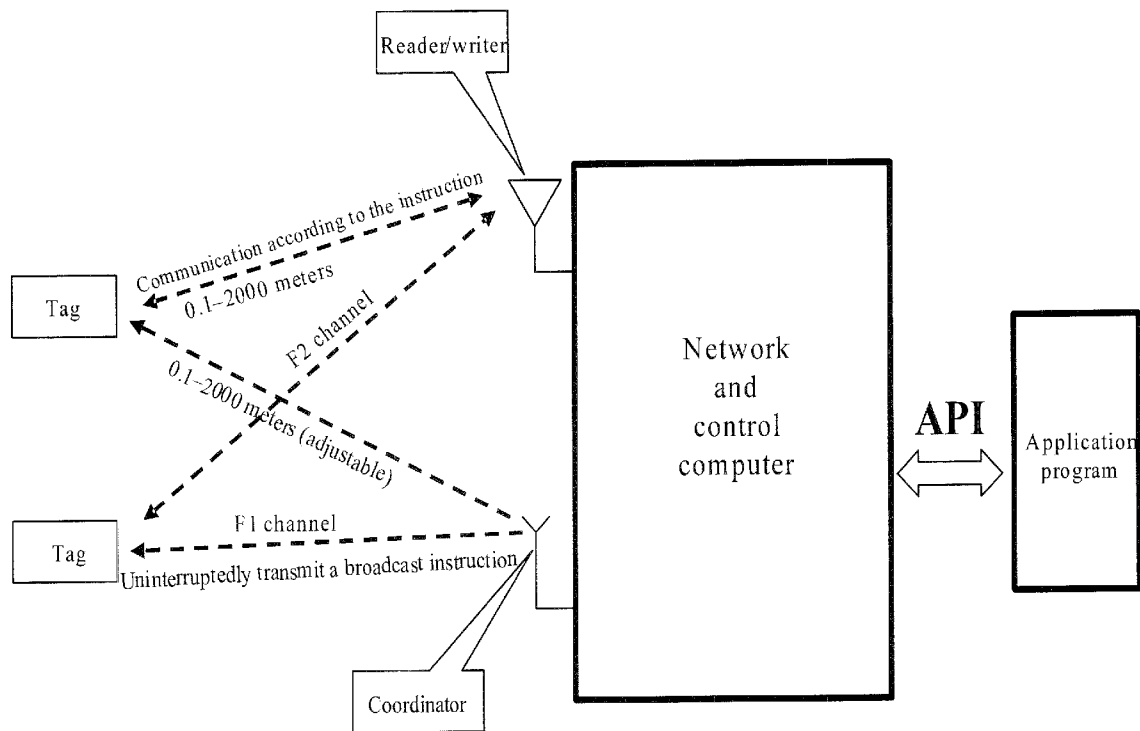 Reader/writer
Communication according to the instruction
0.1–2000 meters
Tag
F2 channel
0.1–2000 meters (adjustable)
Network
and
control
computer
API
Application
program
F1 channel
Tag
Uninterruptedly transmit a broadcast instruction
Coordinator